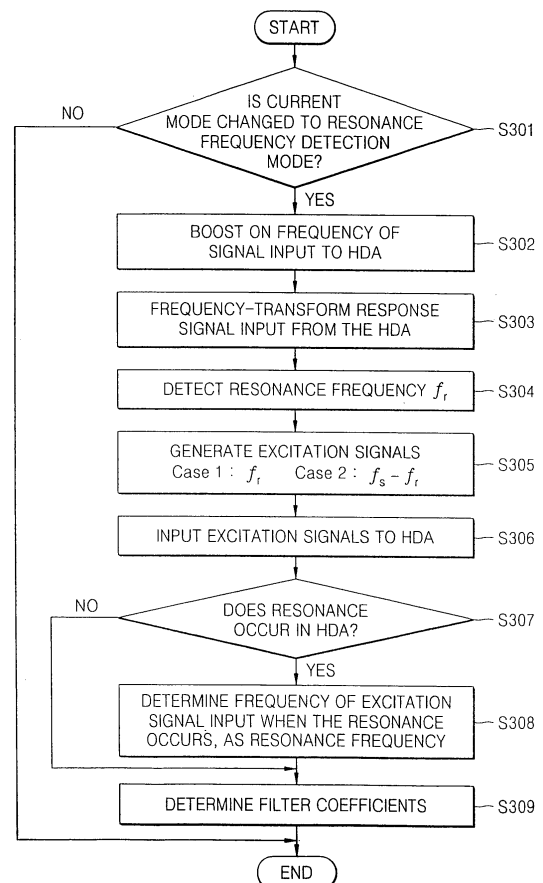 START
IS CURRENT
MODE CHANGED TO RESONANCE
FREQUENCY DETECTION
MODE?
NO
S301
YES
BOOST ON FREQUENCY OF
SIGNAL INPUT TO HDA
S302
FREQUENCY-TRANSFORM RESPONSE
SIGNAL INPUT FROM THE HDA
S303
DETECT RESONANCE FREQUENCY fr
S304
GENERATE EXCITATION SIGNALS
Case 1 : fr Case 2 : fs - fr
S305
INPUT EXCITATION SIGNALS TO HDA
S306
NO
DOES RESONANCE
OCCUR IN HDA?
S307
YES
DETERMINE FREQUENCY OF EXCITATION
SIGNAL INPUT WHEN THE RESONANCE
OCCURS, AS RESONANCE FREQUENCY
S308
DETERMINE FILTER COEFFICIENTS
S309
END